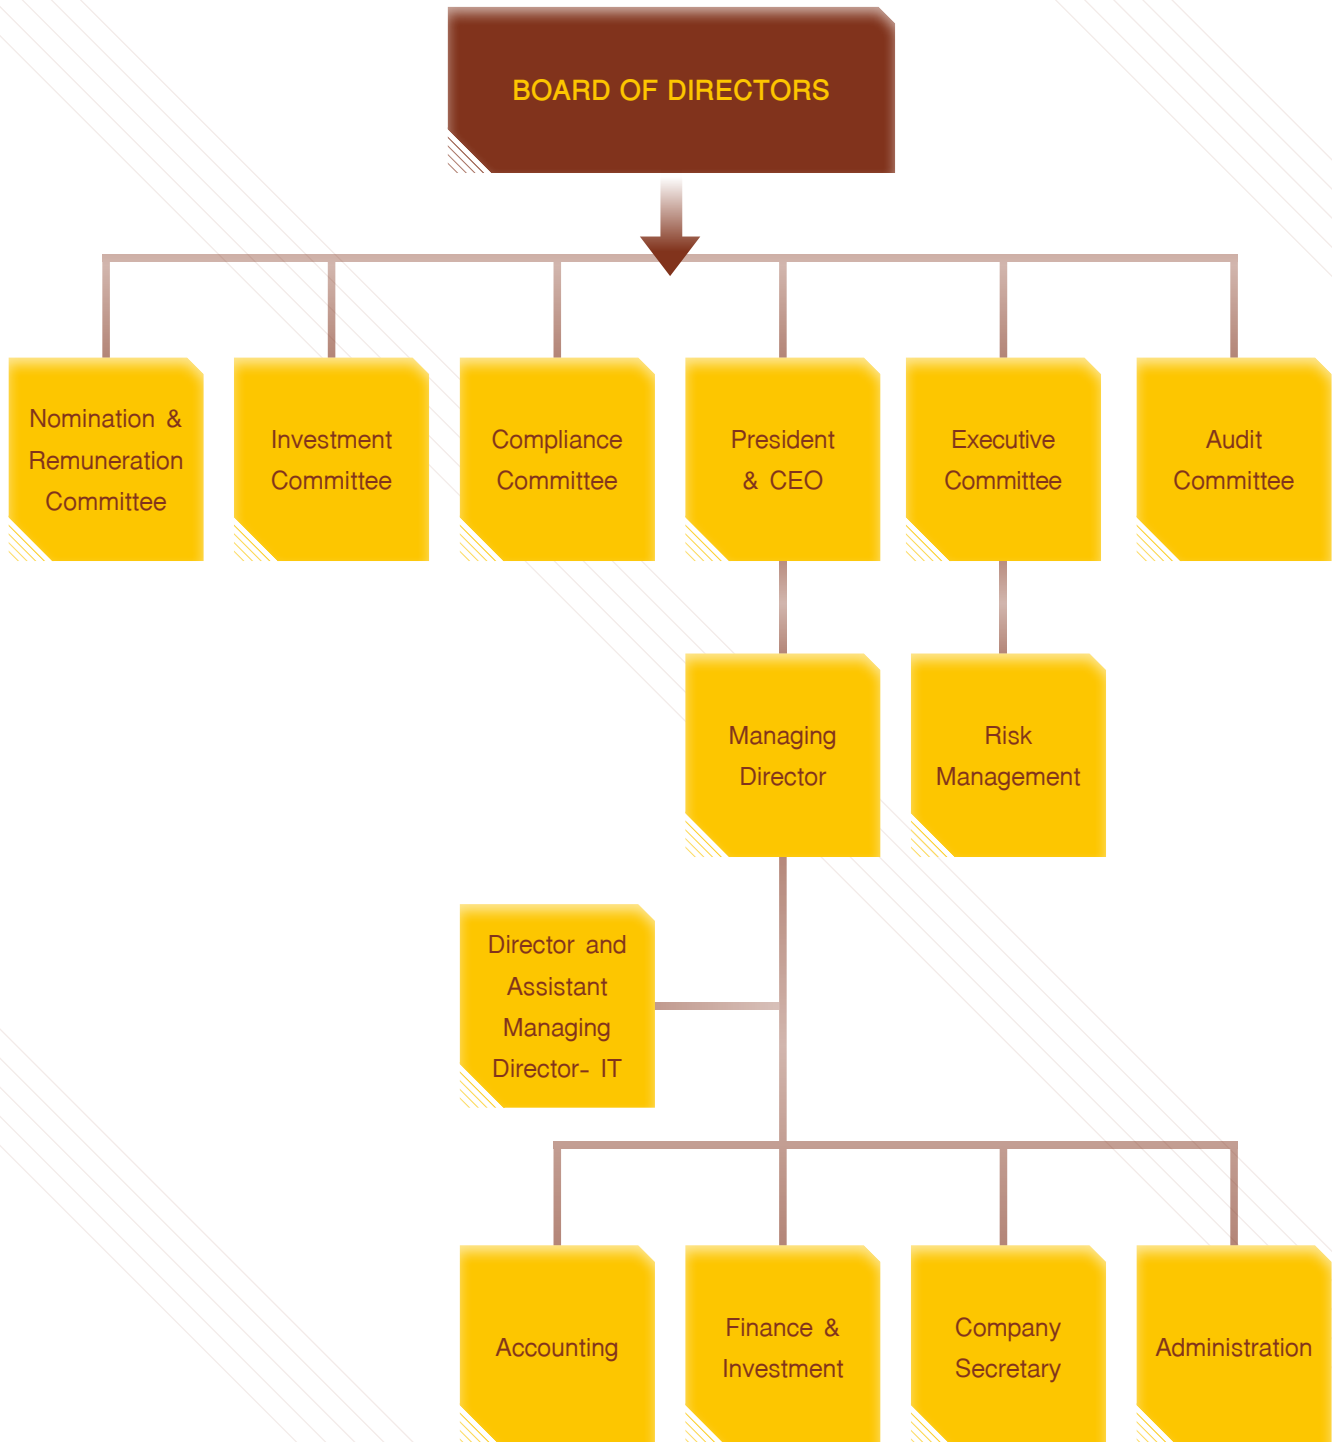 BOARD OF DIRECTORS
Nomination &
Remuneration
Committee
Investment
Committee
Compliance
Committee
President
& CEO
Executive
Committee
Audit
Committee
Managing
Director
Risk
Management
Director and
Assistant
Managing
Director- IT
Accounting
Finance &
Investment
Company
Secretary
Administration